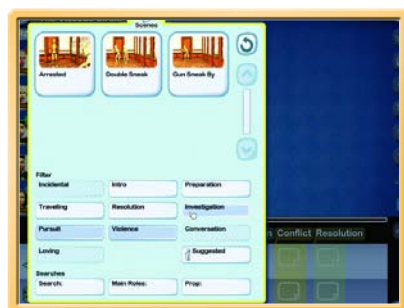 Scenes
Arrested Double Sneak Gun Sneak By
Filter
Incidental Intro Preparation
Traveling Resolution Investigation
Pursuit Violence Conversation
Loving Suggested
Searches
Search: Main Roles: Prop:
Conflict Resolution